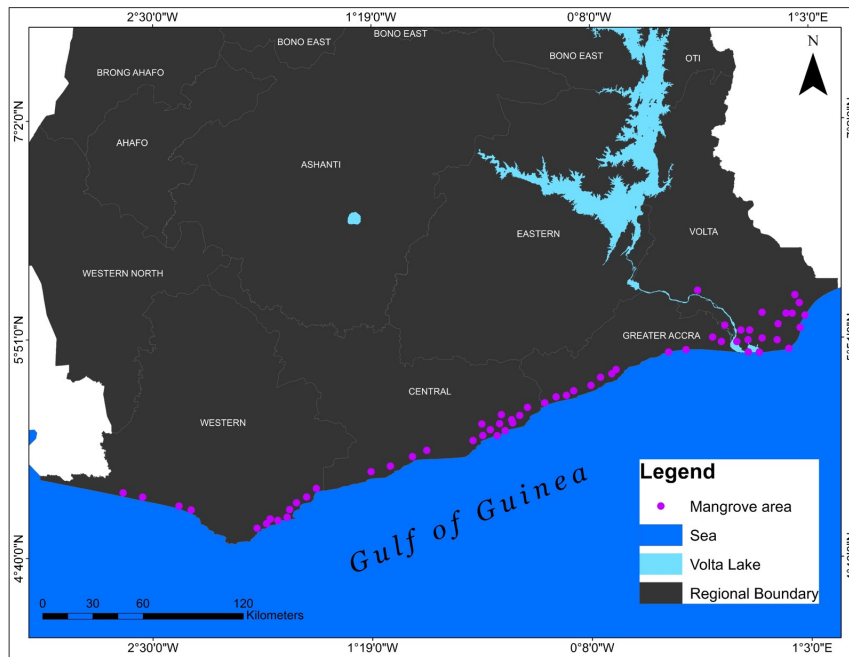 2°30'0"W 1°19'0"W 0°8'0"W 1°3'0"E
BONO EAST
BONO EAST
BONO EAST
OTI
N
BRONG AHAFO
7°2'0"N
AHAFO
ASHANTI
EASTERN
VOLTA
WESTERN NORTH
5°51'0"N
GREATER ACCRA
CENTRAL
WESTERN
Gulf of Guinea
Legend
Mangrove area
Sea
Volta Lake
Regional Boundary
4°40'0"N
0 30 60 120
Kilometers
2°30'0"W 1°19'0"W 0°8'0"W 1°3'0"E